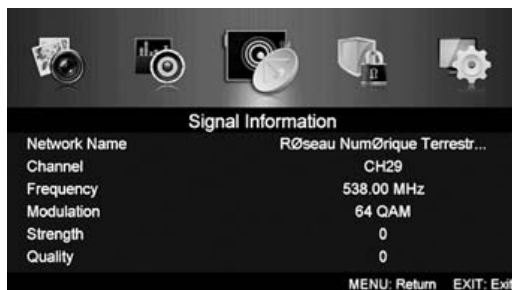 Signal Information
Network Name RØseau NumØrique Terrestr...
Channel CH29
Frequency 538.00 MHz
Modulation 64 QAM
Strength 0
Quality 0
MENU: Return EXIT: Exit